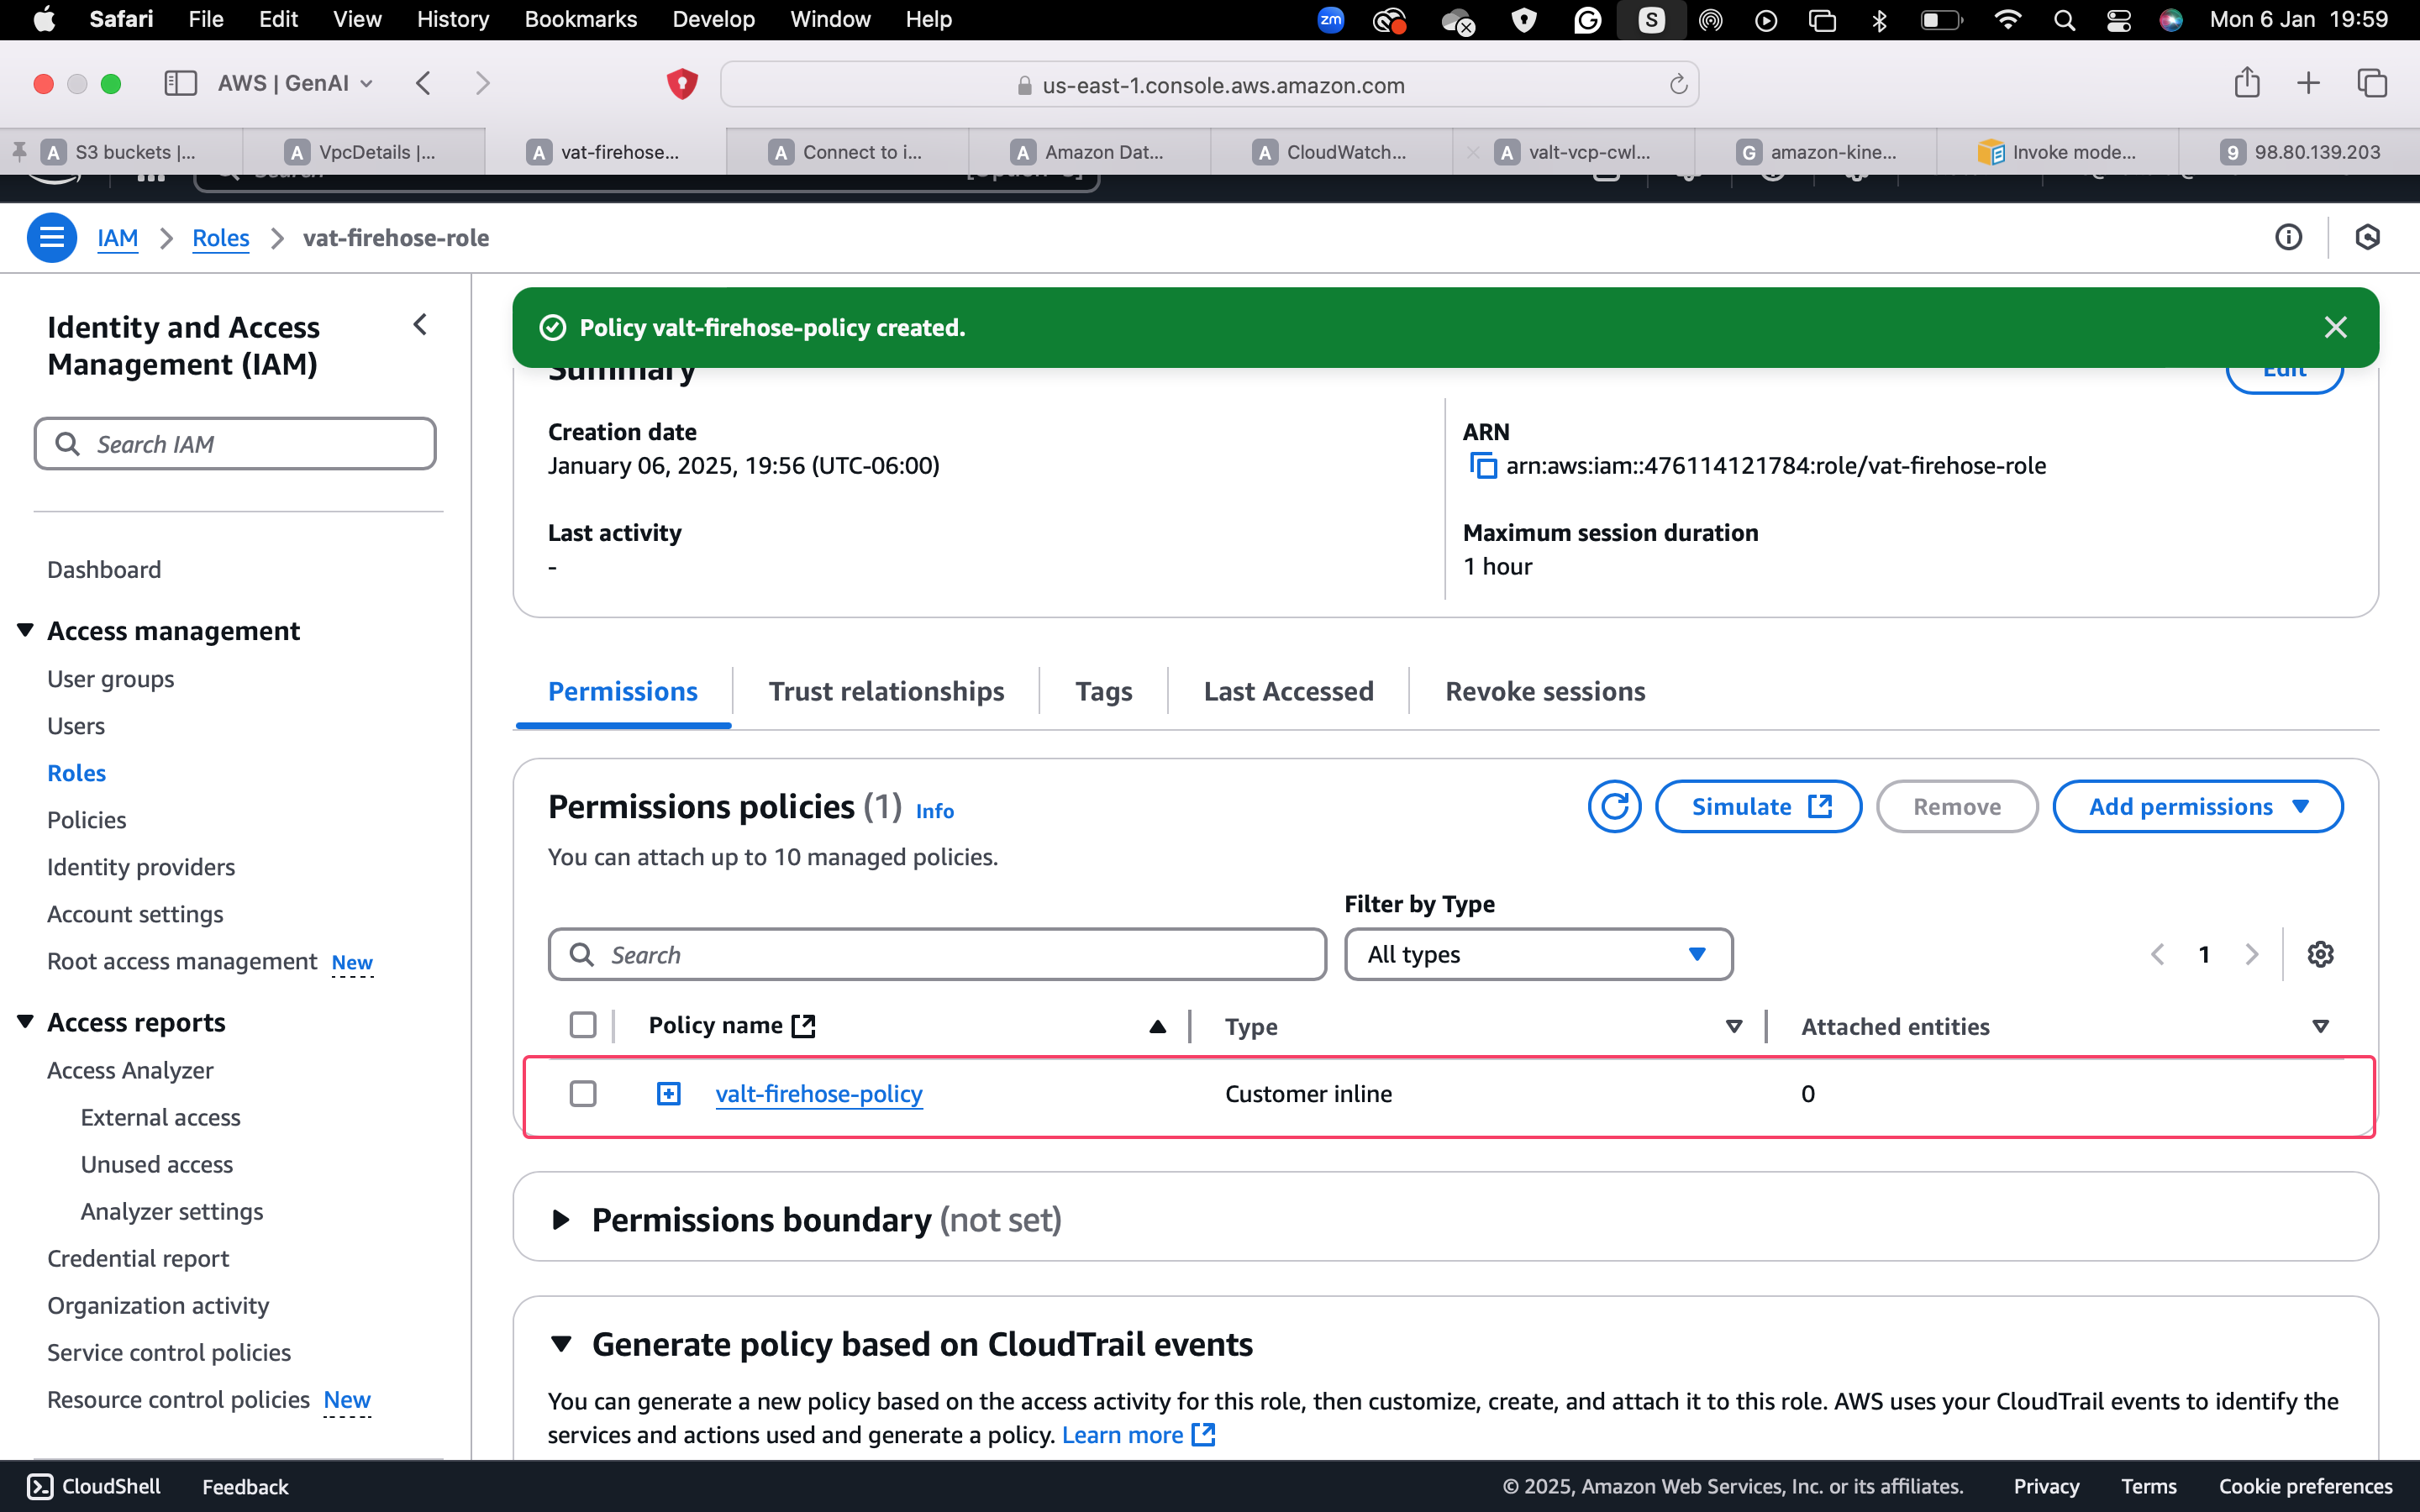 Safari File Edit View History Bookmarks Develop Window Help zm S Mon 6 Jan 19:59
AWS | GenAI us-east-1.console.aws.amazon.com
A S3 buckets |... A VpcDetails |... A vat-firehose... A Connect to i... A Amazon Dat... A CloudWatch... A valt-vcp-cwl... G amazon-kine... Invoke mode... 9 98.80.139.203
IAM Roles vat-firehose-role
Identity and Access
Management (IAM)
Search IAM
Dashboard
Access management
User groups
Users
Roles
Policies
Identity providers
Account settings
Root access management New
Access reports
Access Analyzer
External access
Unused access
Analyzer settings
Credential report
Organization activity
Service control policies
Resource control policies New
Policy valt-firehose-policy created.
Summary Edit
Creation date
January 06, 2025, 19:56 (UTC-06:00)
ARN
arn:aws:iam::476114121784:role/vat-firehose-role
Last activity
-
Maximum session duration
1 hour
Permissions Trust relationships Tags Last Accessed Revoke sessions
Permissions policies (1) Info
Simulate Remove Add permissions
You can attach up to 10 managed policies.
Filter by Type
Search All types 1
Policy name Type Attached entities
valt-firehose-policy Customer inline 0
Permissions boundary (not set)
Generate policy based on CloudTrail events
You can generate a new policy based on the access activity for this role, then customize, create, and attach it to this role. AWS uses your CloudTrail events to identify the
services and actions used and generate a policy. Learn more
CloudShell Feedback © 2025, Amazon Web Services, Inc. or its affiliates. Privacy Terms Cookie preferences